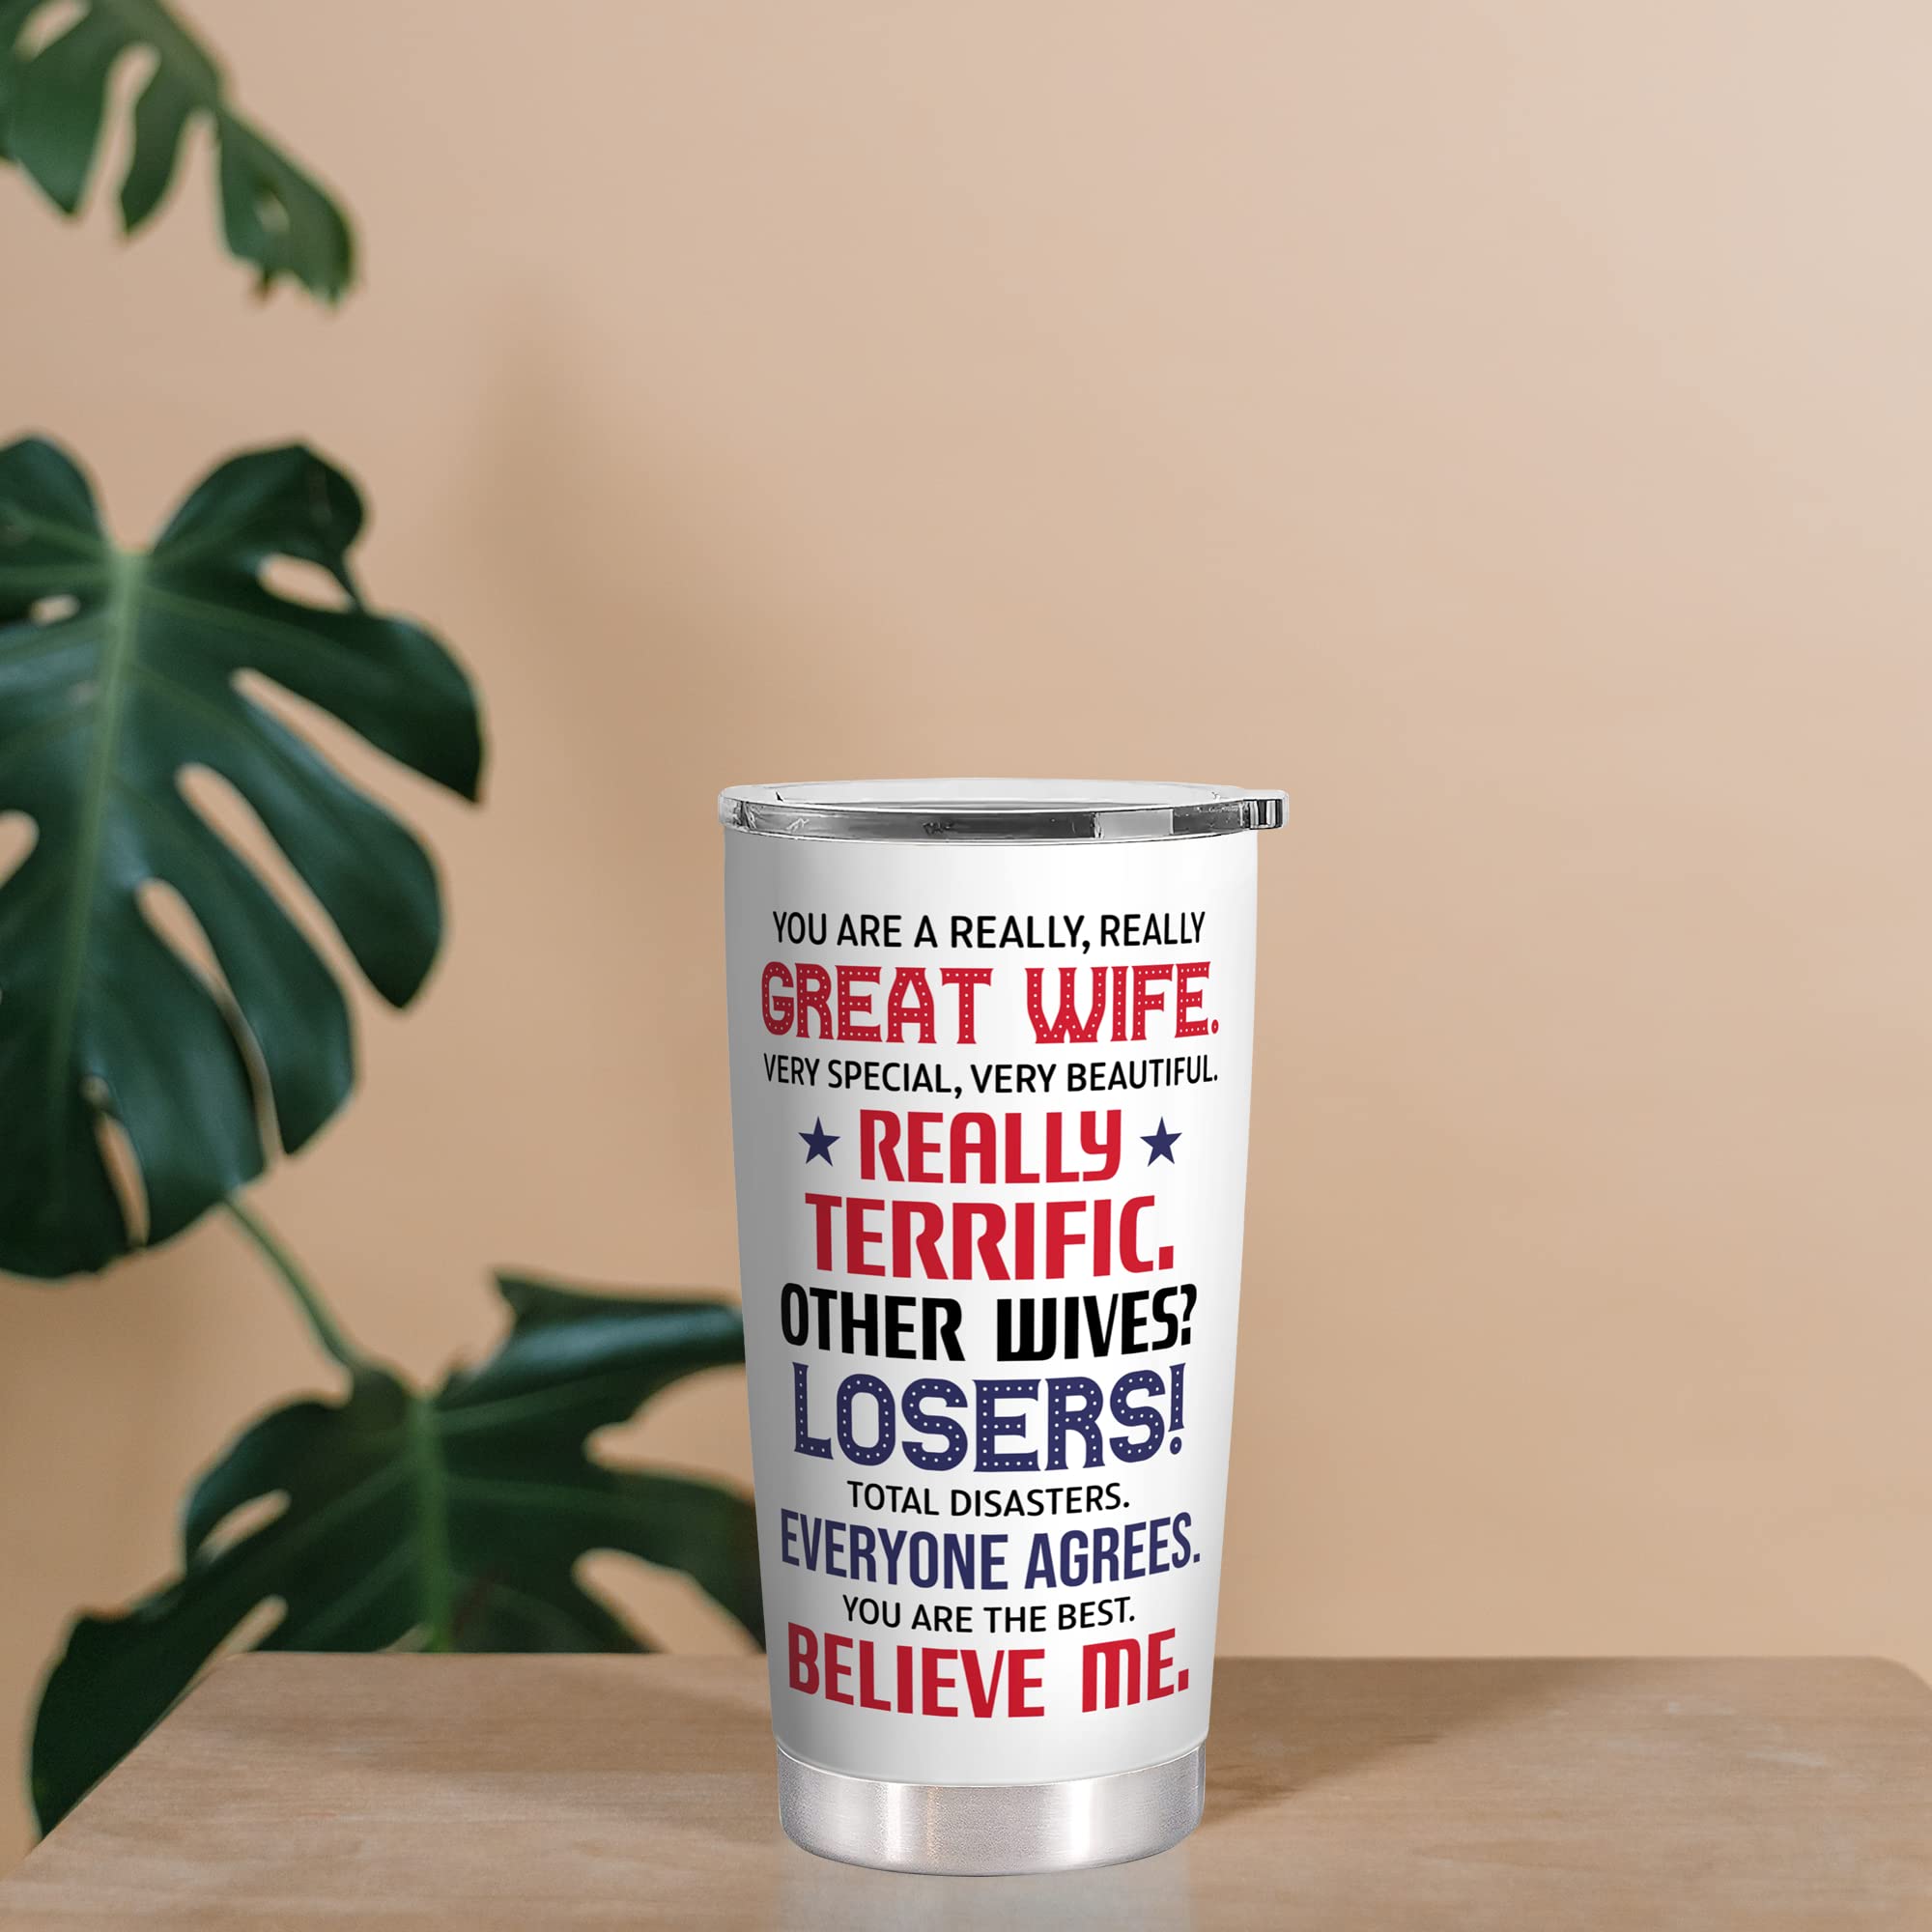 YOU ARE A REALLY, REALLY
GREAT WIFE.
VERY SPECIAL, VERY BEAUTIFUL.
REALLY
TERRIFIC.
OTHER WIVES?
LOSERS!
TOTAL DISASTERS.
EVERYONE AGREES.
YOU ARE THE BEST.
BELIEVE ME.